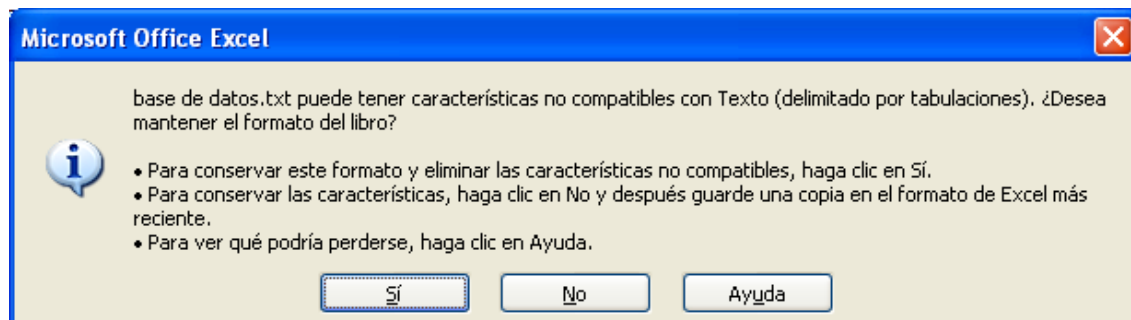 Microsoft Office Excel
base de datos.txt puede tener características no compatibles con Texto (delimitado por tabulaciones). ¿Desea
mantener el formato del libro?
• Para conservar este formato y eliminar las características no compatibles, haga clic en Sí.
• Para conservar las características, haga clic en No y después guarde una copia en el formato de Excel más
reciente.
• Para ver qué podría perderse, haga clic en Ayuda.
Sí No Ayuda